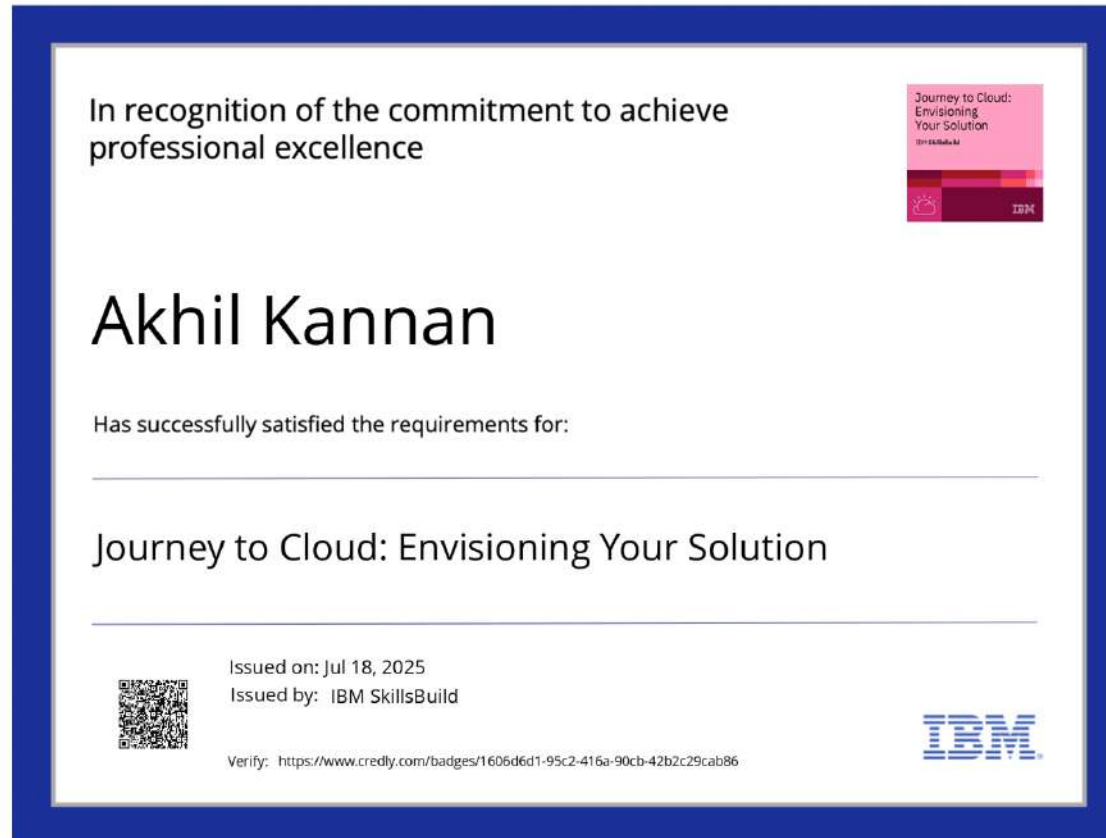 In recognition of the commitment to achieve
professional excellence
Journey to Cloud:
Envisioning
Your Solution
IBM SkillsBuild
IBM
Akhil Kannan
Has successfully satisfied the requirements for:
Journey to Cloud: Envisioning Your Solution
Issued on: Jul 18, 2025
Issued by: IBM SkillsBuild
Verify: https://www.credly.com/badges/1606d6d1-95c2-416a-90cb-42b2c29cab86
IBM.